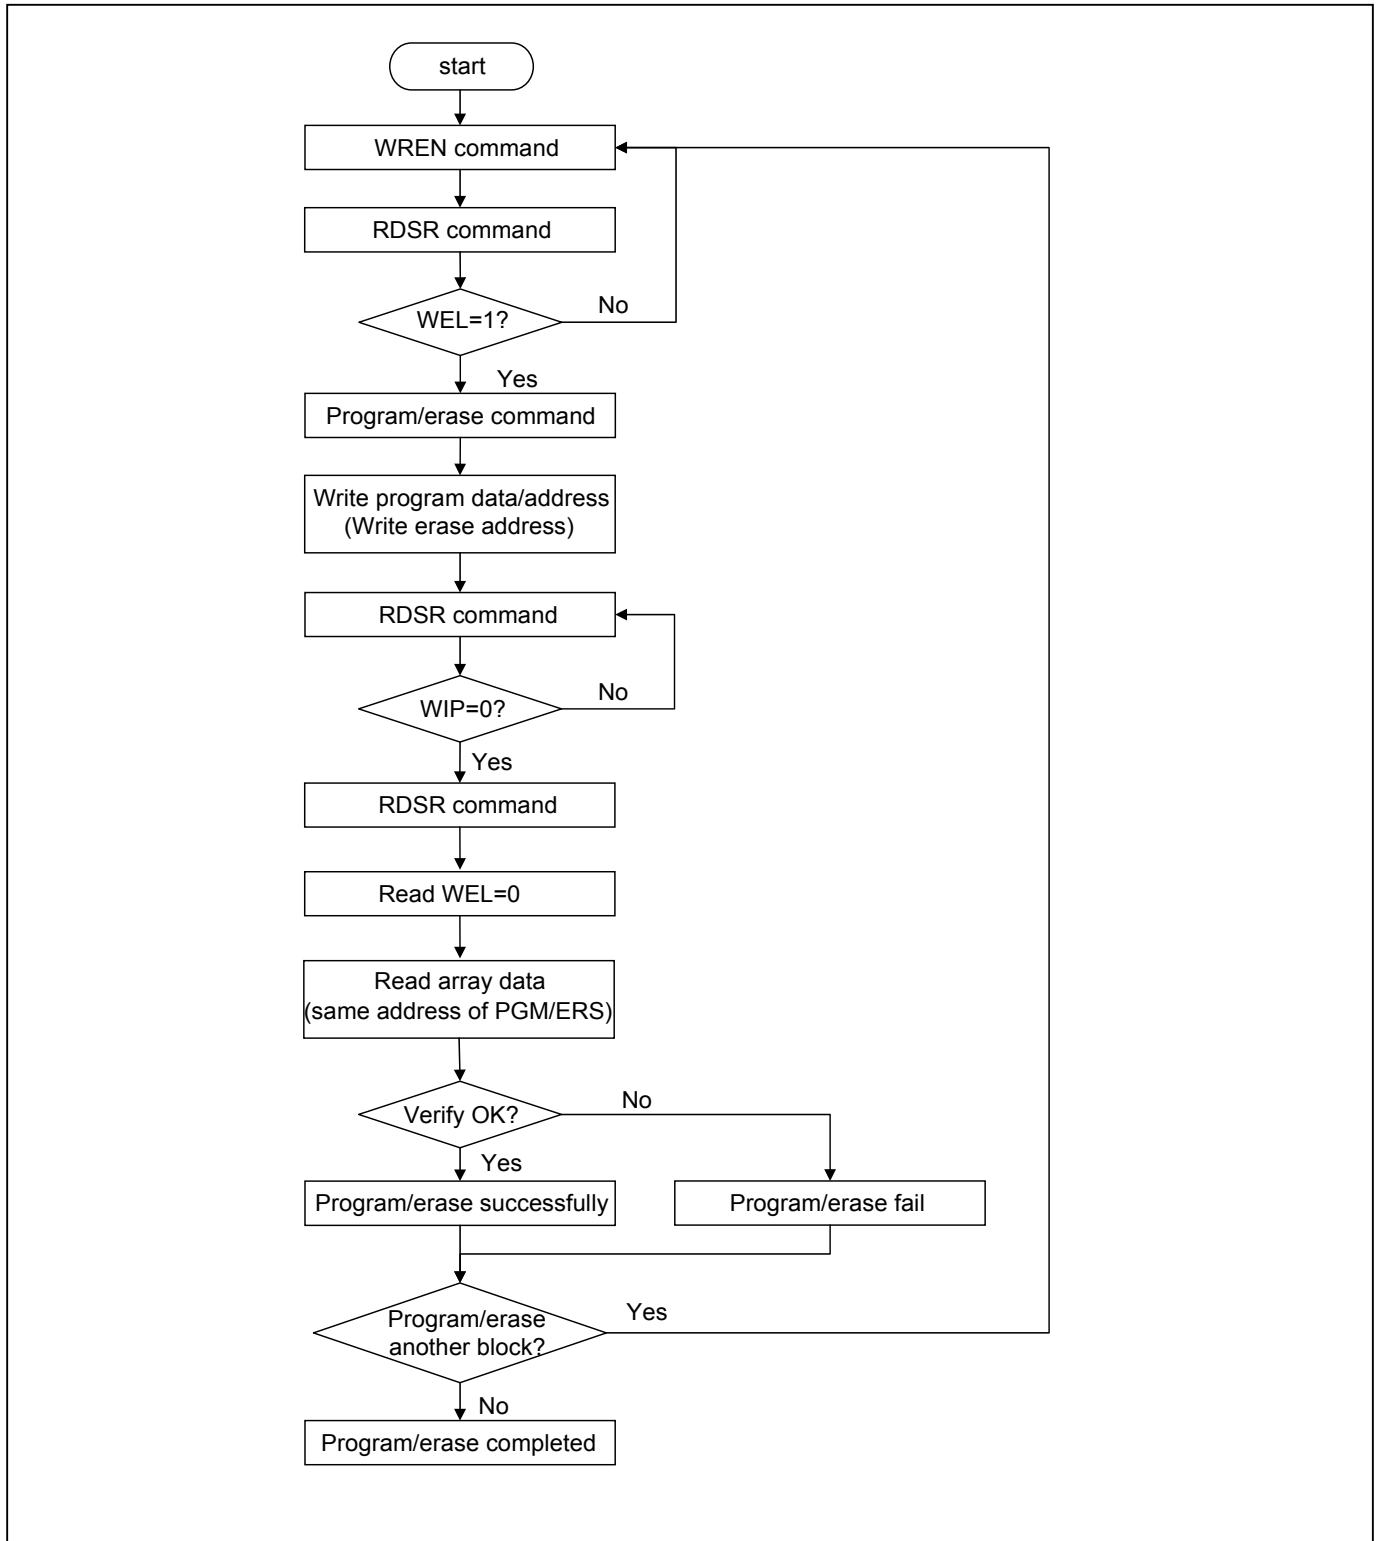 start
WREN command
RDSR command
WEL=1?
No
Yes
Program/erase command
Write program data/address
(Write erase address)
RDSR command
WIP=0?
No
Yes
RDSR command
Read WEL=0
Read array data
(same address of PGM/ERS)
Verify OK?
No
Yes
Program/erase successfully
Program/erase fail
Program/erase
another block?
Yes
No
Program/erase completed